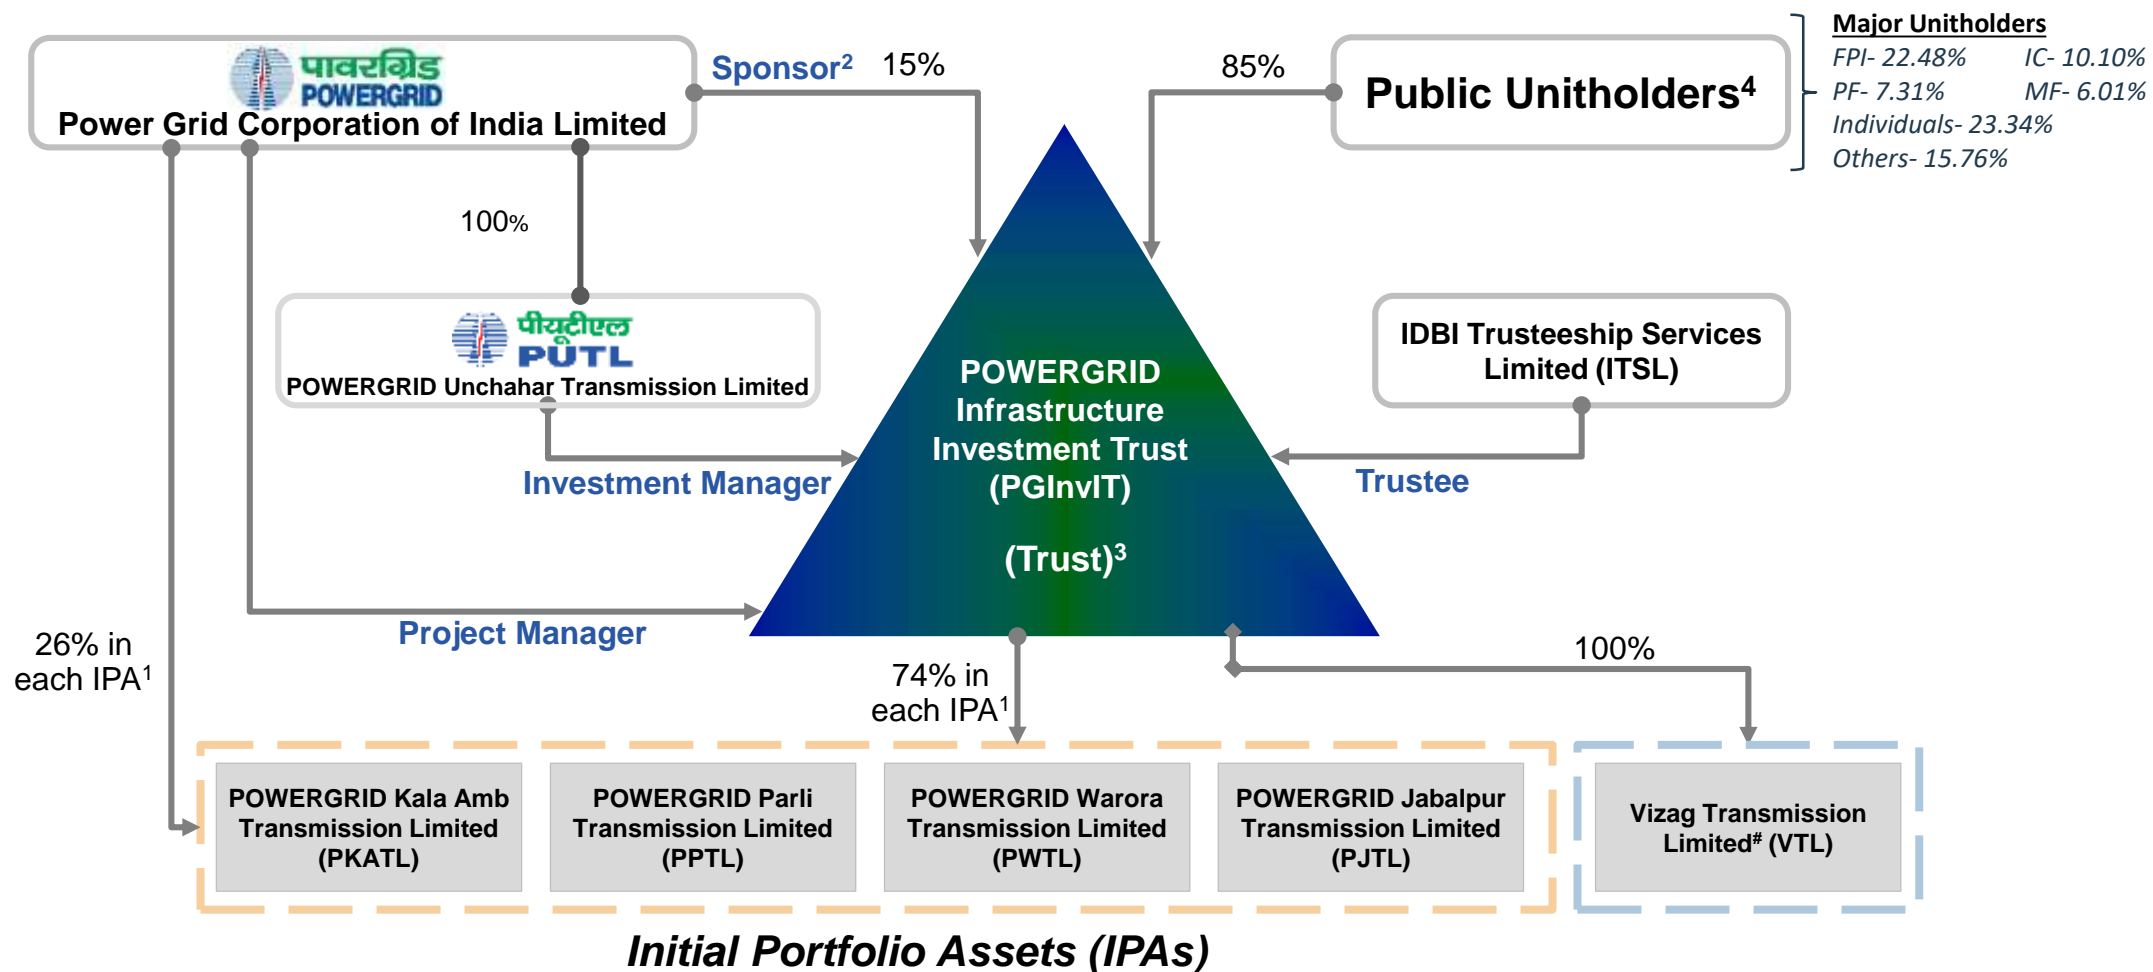 पावरग्रिड
POWERGRID
Power Grid Corporation of India Limited
Sponsor²
15%
85%
Public Unitholders⁴
Major Unitholders
FPI- 22.48% IC- 10.10%
PF- 7.31% MF- 6.01%
Individuals- 23.34%
Others- 15.76%
100%
पीयूटीएल
PUTL
POWERGRID Unchahar Transmission Limited
IDBI Trusteeship Services
Limited (ITSL)
POWERGRID
Infrastructure
Investment Trust
(PGInvIT)
(Trust)³
Investment Manager
Trustee
Project Manager
26% in
each IPA¹
74% in
each IPA¹
100%
POWERGRID Kala Amb
Transmission Limited
(PKATL)
POWERGRID Parli
Transmission Limited
(PPTL)
POWERGRID Warora
Transmission Limited
(PWTL)
POWERGRID Jabalpur
Transmission Limited
(PJTL)
Vizag Transmission
Limited# (VTL)
Initial Portfolio Assets (IPAs)